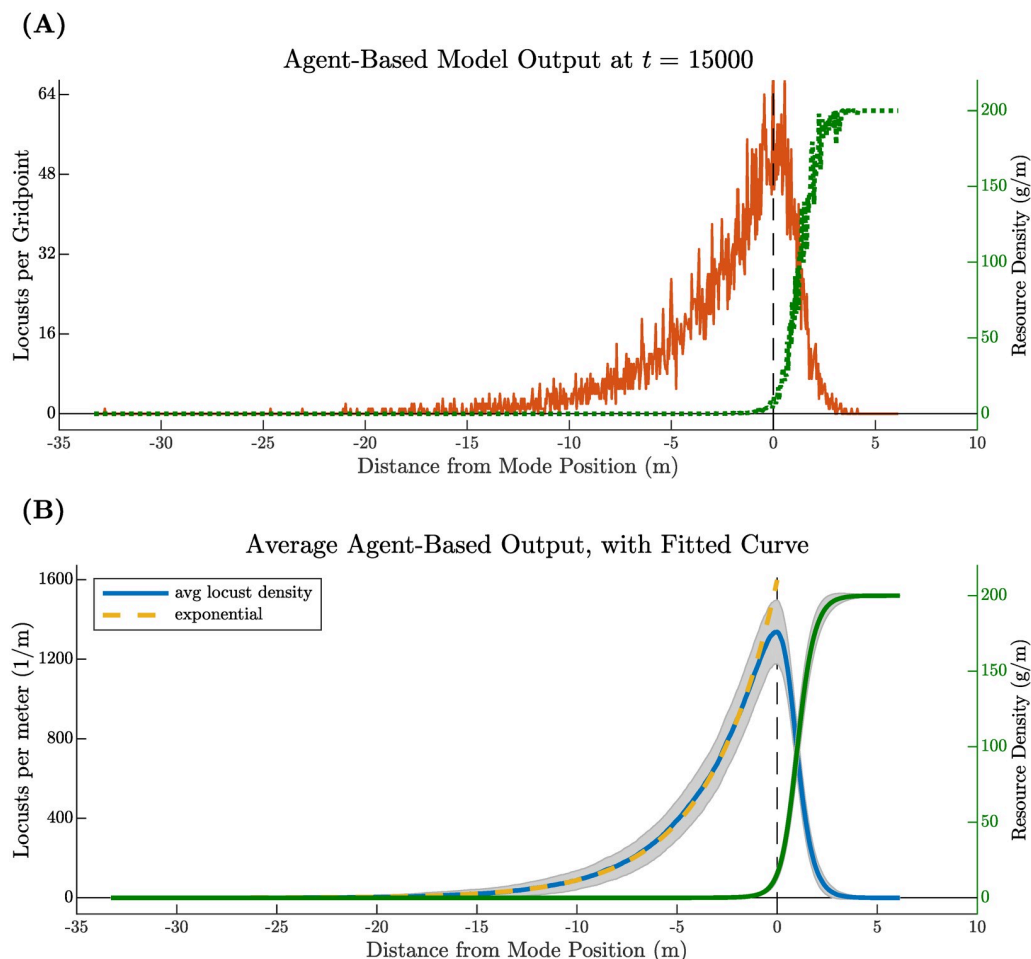 (A)
Agent-Based Model Output at t = 15000
Locusts per Gridpoint
64
48
32
16
0
200
150
100
50
0
Resource Density (g/m)
-35 -30 -25 -20 -15 -10 -5 0 5 10
Distance from Mode Position (m)
(B)
Average Agent-Based Output, with Fitted Curve
avg locust density
exponential
Locusts per meter (1/m)
1600
1200
800
400
0
200
150
100
50
0
Resource Density (g/m)
-35 -30 -25 -20 -15 -10 -5 0 5 10
Distance from Mode Position (m)